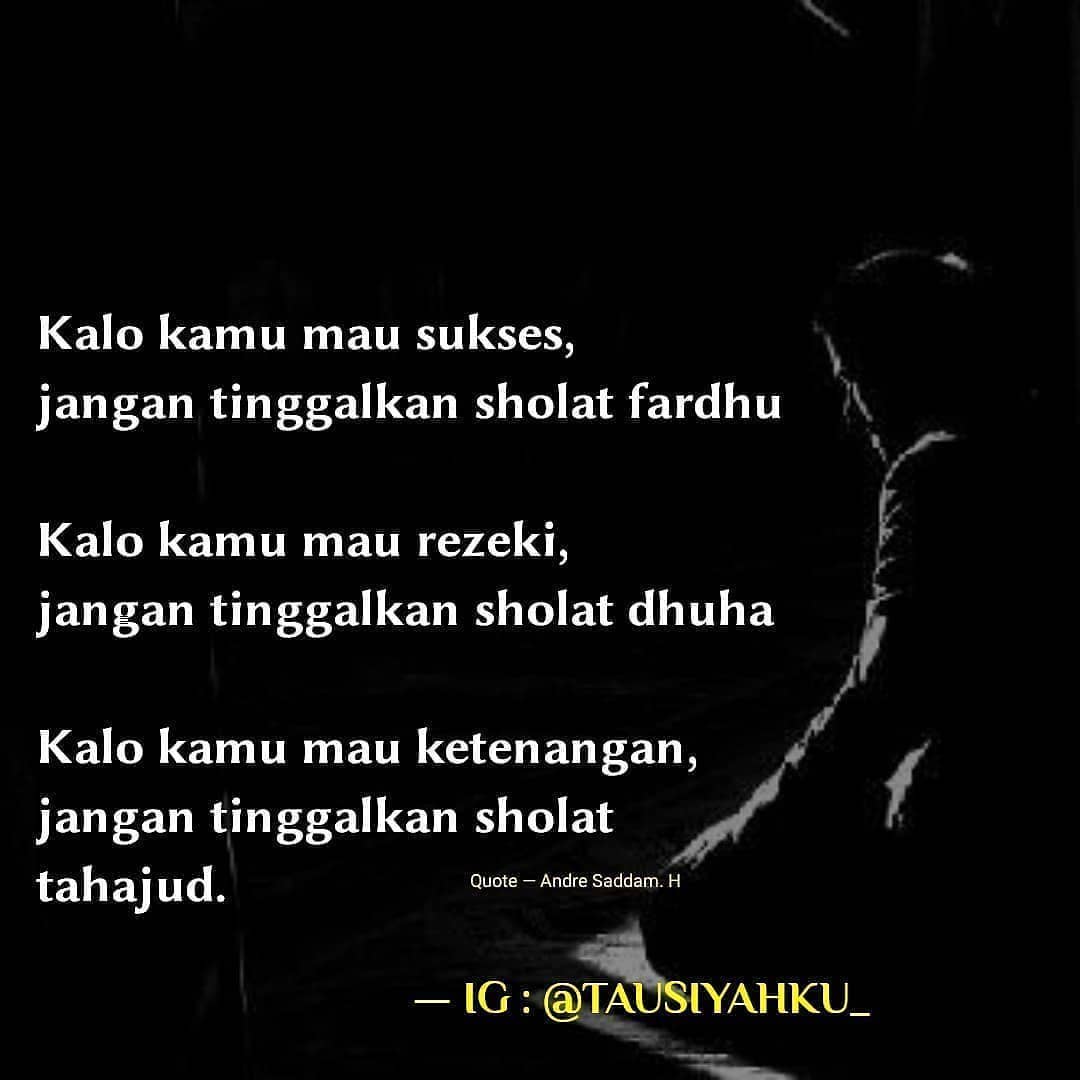 Kalo kamu mau sukses,
jangan tinggalkan sholat fardhu
Kalo kamu mau rezeki,
jangan tinggalkan sholat dhuha
Kalo kamu mau ketenangan,
jangan tinggalkan sholat
tahajud.
Quote — Andre Saddam. H
— IG : @TAUSIYAHKU_